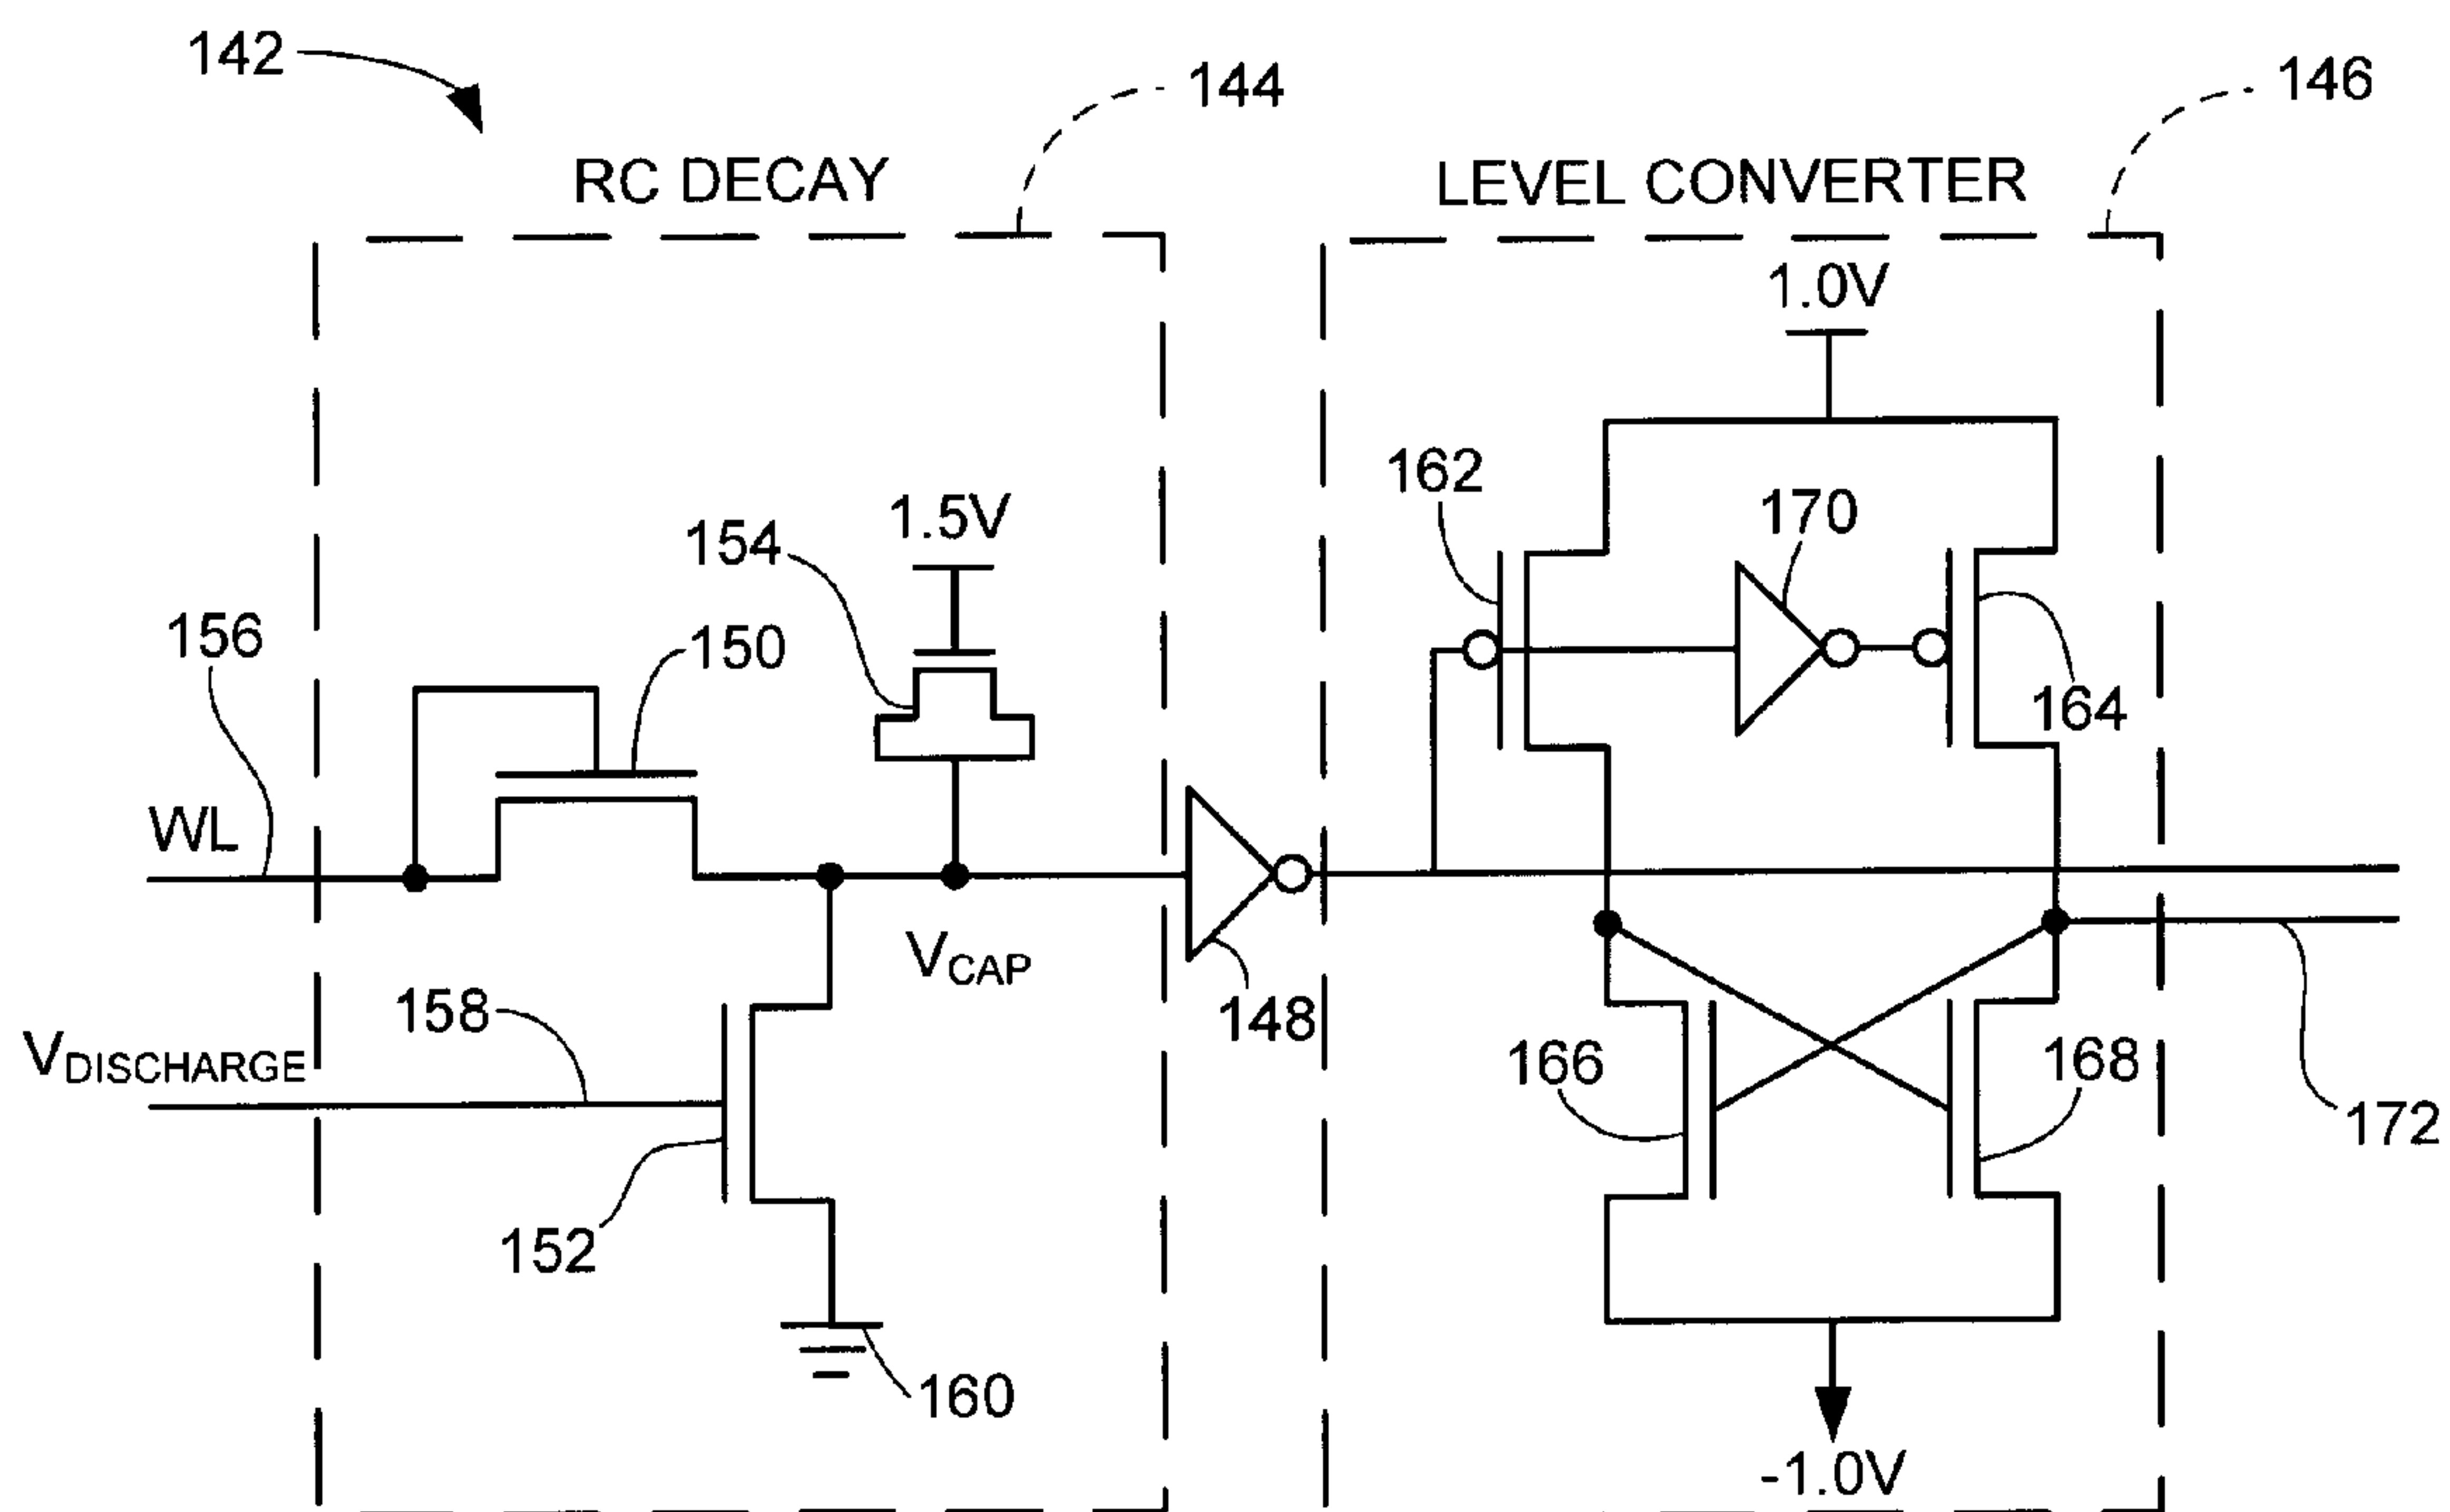 142
144
146
RC DECAY
LEVEL CONVERTER
1.0V
162
170
1.5V
154
156
150
164
WL
VCAP
148
158
VDISCHARGE
166
168
172
152
160
-1.0V